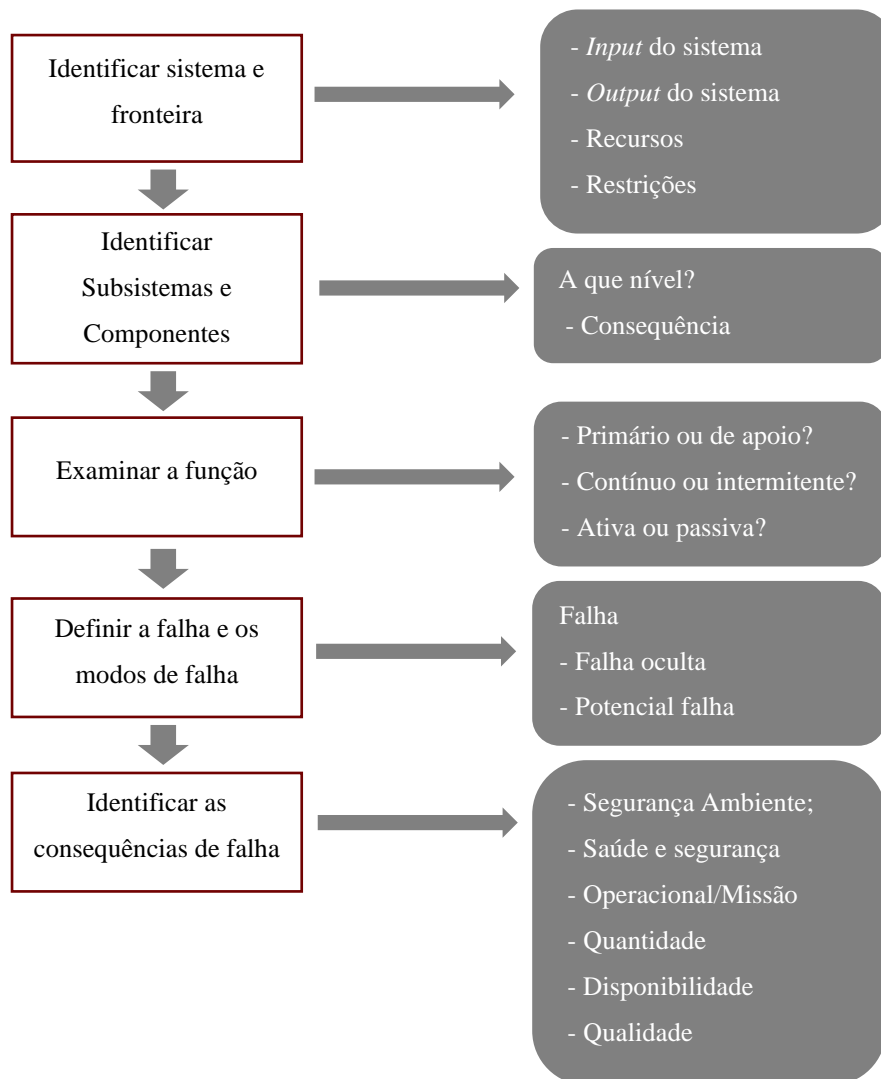 Identificar sistema e
fronteira
- Input do sistema
- Output do sistema
- Recursos
- Restrições
Identificar
Subsistemas e
Componentes
A que nível?
- Consequência
Examinar a função
- Primário ou de apoio?
- Contínuo ou intermitente?
- Ativa ou passiva?
Definir a falha e os
modos de falha
Falha
- Falha oculta
- Potencial falha
Identificar as
consequências de falha
- Segurança Ambiente;
- Saúde e segurança
- Operacional/Missão
- Quantidade
- Disponibilidade
- Qualidade